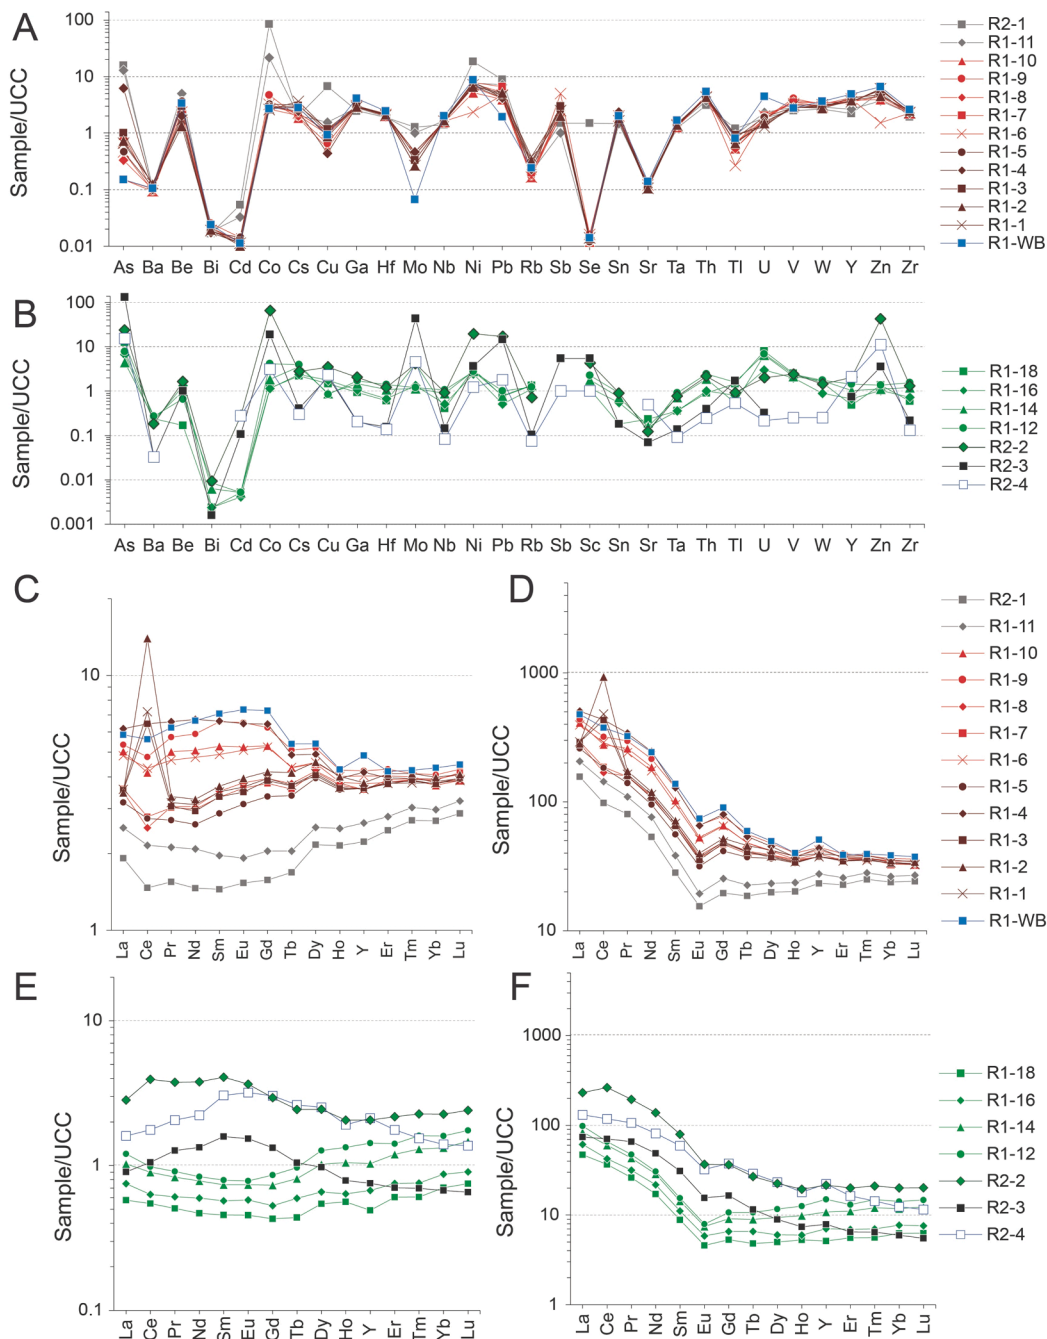 A
Sample/UCC
100
10
1
0.1
0.01
As Ba Be Bi Cd Co Cs Cu Ga Hf Mo Nb Ni Pb Rb Sb Se Sn Sr Ta Th Tl U V W Y Zn Zr
R2-1
R1-11
R1-10
R1-9
R1-8
R1-7
R1-6
R1-5
R1-4
R1-3
R1-2
R1-1
R1-WB
B
Sample/UCC
100
10
1
0.1
0.01
0.001
As Ba Be Bi Cd Co Cs Cu Ga Hf Mo Nb Ni Pb Rb Sb Sc Sn Sr Ta Th Tl U V W Y Zn Zr
R1-18
R1-16
R1-14
R1-12
R2-2
R2-3
R2-4
C
Sample/UCC
10
1
La Ce Pr Nd Sm Eu Gd Tb Dy Ho Y Er Tm Yb Lu
D
Sample/UCC
1000
100
10
La Ce Pr Nd Sm Eu Gd Tb Dy Ho Y Er Tm Yb Lu
R2-1
R1-11
R1-10
R1-9
R1-8
R1-7
R1-6
R1-5
R1-4
R1-3
R1-2
R1-1
R1-WB
E
Sample/UCC
10
1
0.1
La Ce Pr Nd Sm Eu Gd Tb Dy Ho Y Er Tm Yb Lu
F
Sample/UCC
1000
100
10
1
La Ce Pr Nd Sm Eu Gd Tb Dy Ho Y Er Tm Yb Lu
R1-18
R1-16
R1-14
R1-12
R2-2
R2-3
R2-4